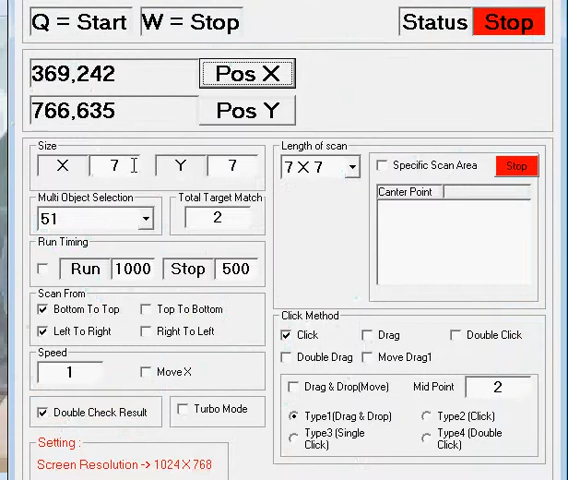 Q = Start W = Stop Status Stop
369,242 Pos X
766,635 Pos Y
Size Length of scan
X 7 Y 7 7 X 7 Specific Scan Area Stop
Multi Object Selection Total Target Match Canter Point
51 2
Run Timing
Run 1000 Stop 500
Scan From
Bottom To Top Top To Bottom Click Method
Left To Right Right To Left Click Drag Double Click
Speed Double Drag Move Drag1
1 Move X Drag & Drop(Move) Mid Point 2
Double Check Result Turbo Mode Type1(Drag & Drop) Type2 (Click)
Type3 (Single Click) Type4 (Double Click)
Setting :
Screen Resolution -> 1024 X 768